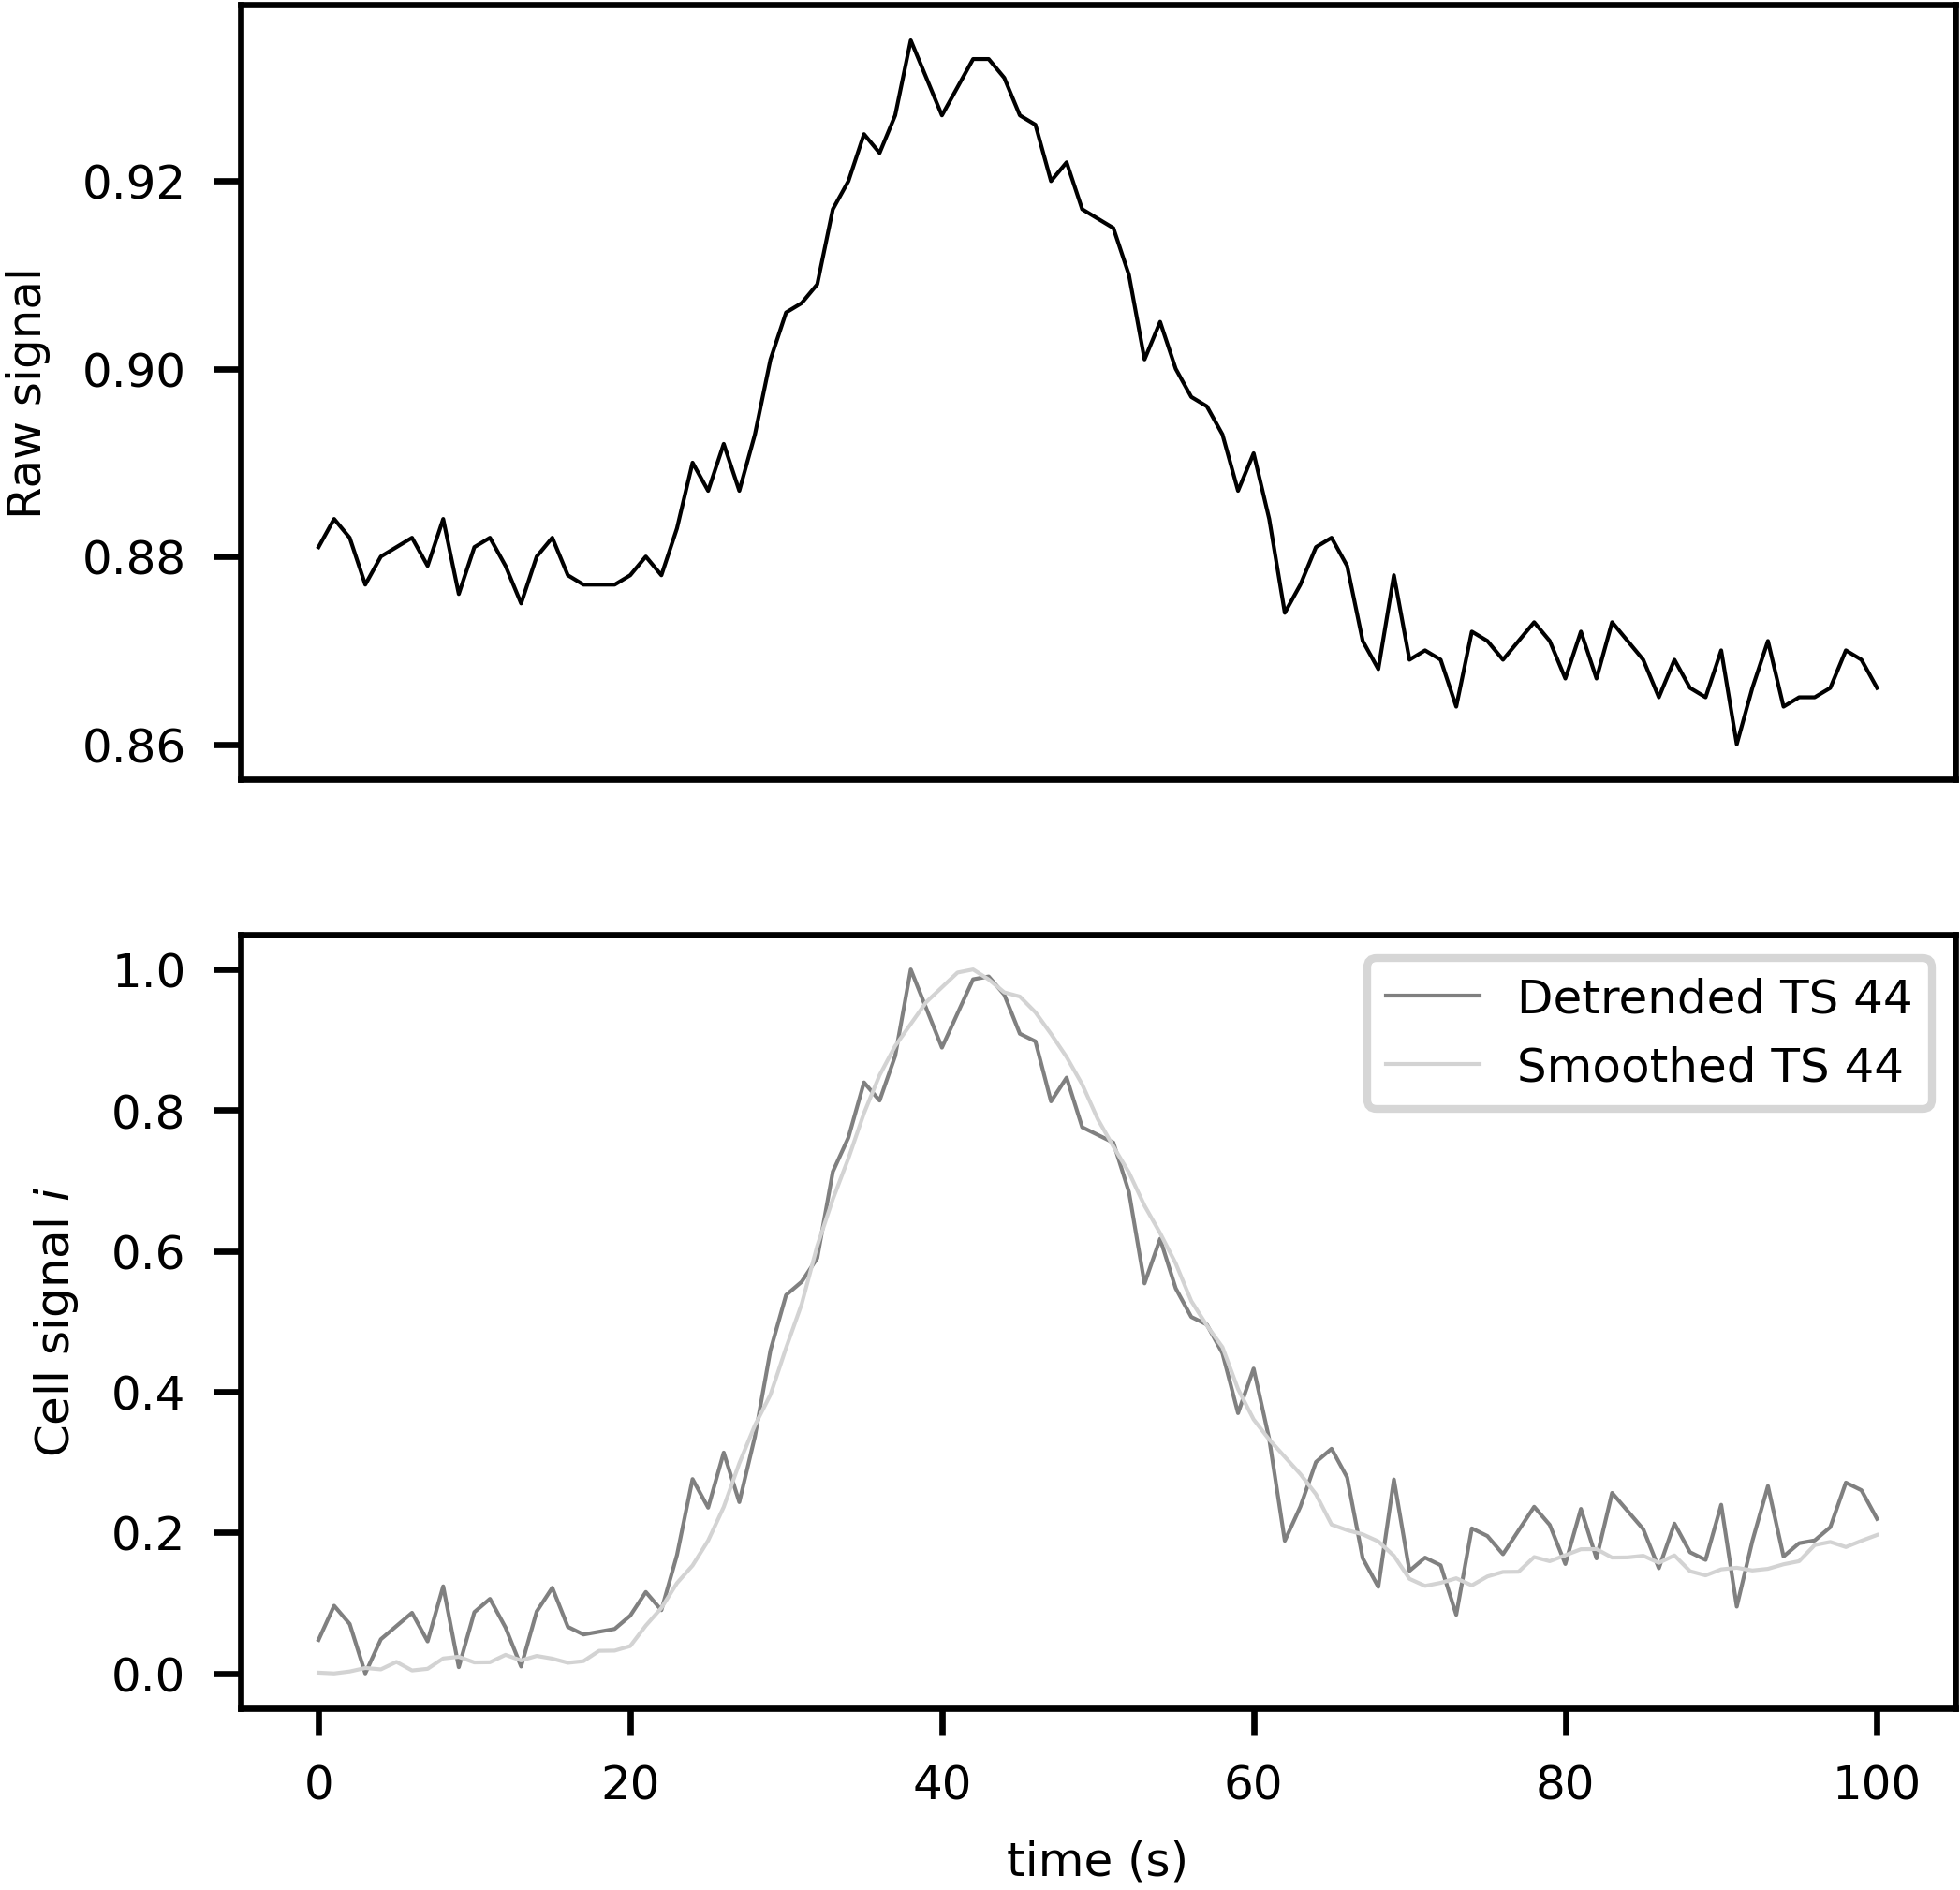 0.92
0.90
0.88
0.86
Raw signal
1.0
0.8
0.6
0.4
0.2
0.0
Cell signal i
Detrended TS 44
Smoothed TS 44
0 20 40 60 80 100
time (s)